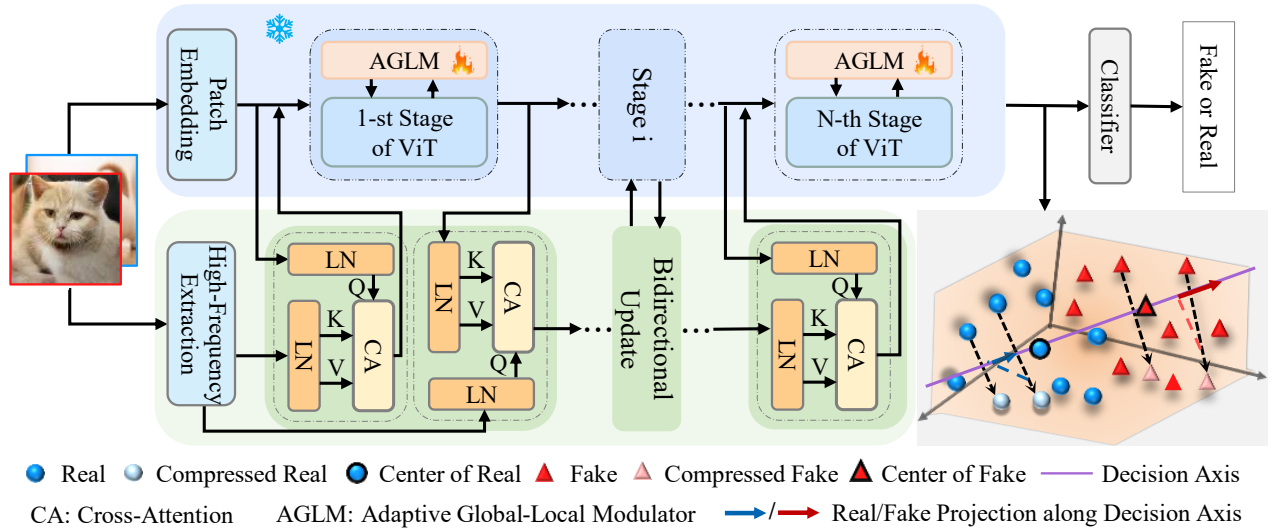 Patch Embedding
AGLM
1-st Stage
of ViT
Stage i
AGLM
N-th Stage
of ViT
Classifier
Fake or Real
High-Frequency
Extraction
LN
Q
LN
K
V
CA
LN
K
V
CA
Q
LN
Bidirectional
Update
LN
Q
LN
K
V
CA
Real
Compressed Real
Center of Real
Fake
Compressed Fake
Center of Fake
Decision Axis
CA: Cross-Attention
AGLM: Adaptive Global-Local Modulator
/
Real/Fake Projection along Decision Axis